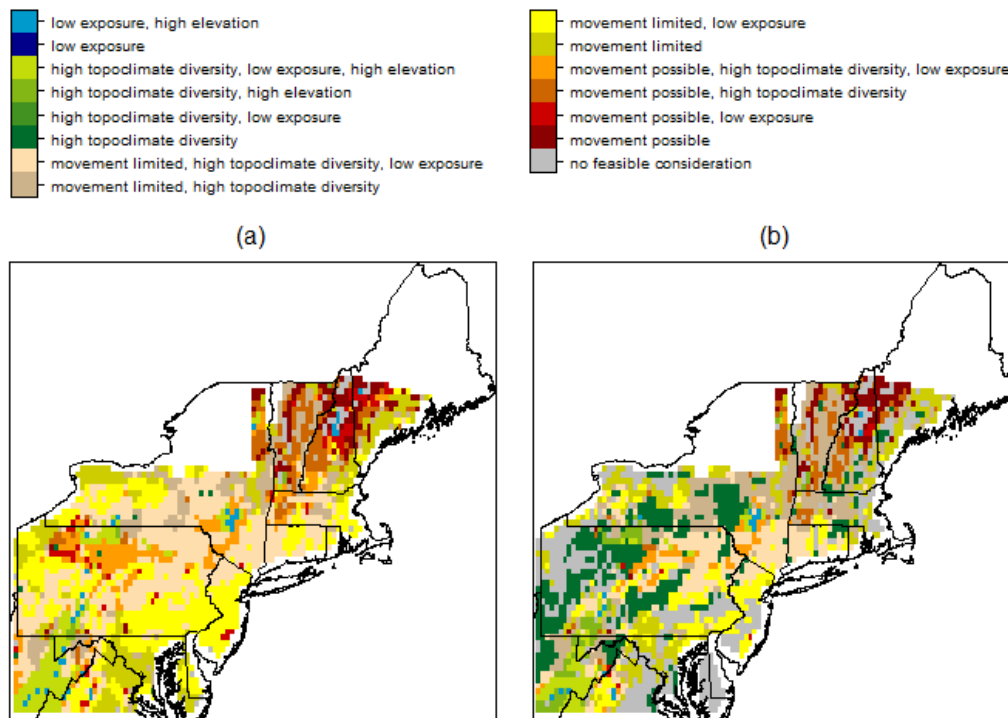 low exposure, high elevation
low exposure
high topoclimate diversity, low exposure, high elevation
high topoclimate diversity, high elevation
high topoclimate diversity, low exposure
high topoclimate diversity
movement limited, high topoclimate diversity, low exposure
movement limited, high topoclimate diversity
movement limited, low exposure
movement limited
movement possible, high topoclimate diversity, low exposure
movement possible, high topoclimate diversity
movement possible, low exposure
movement possible
no feasible consideration
(a)
(b)